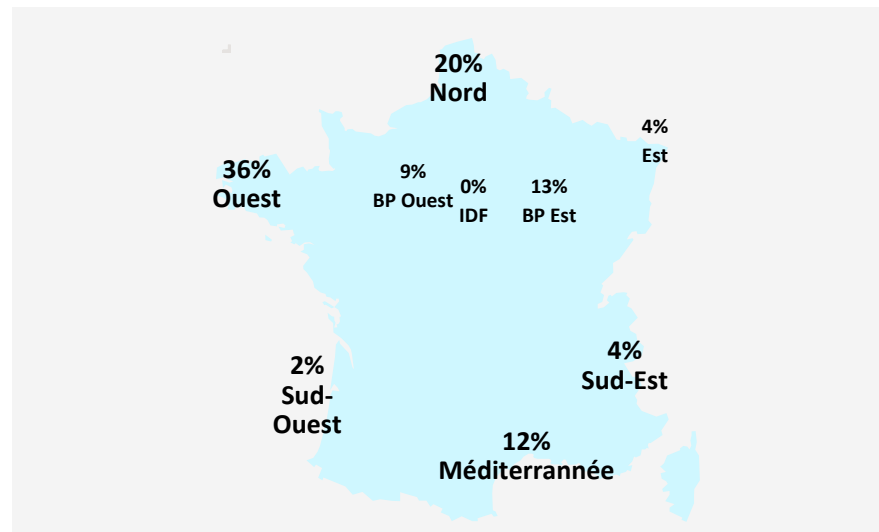 20%
Nord
4%
Est
36%
Ouest
9%
BP Ouest
0%
IDF
13%
BP Est
2%
Sud-
Ouest
4%
Sud-Est
12%
Méditerrannée